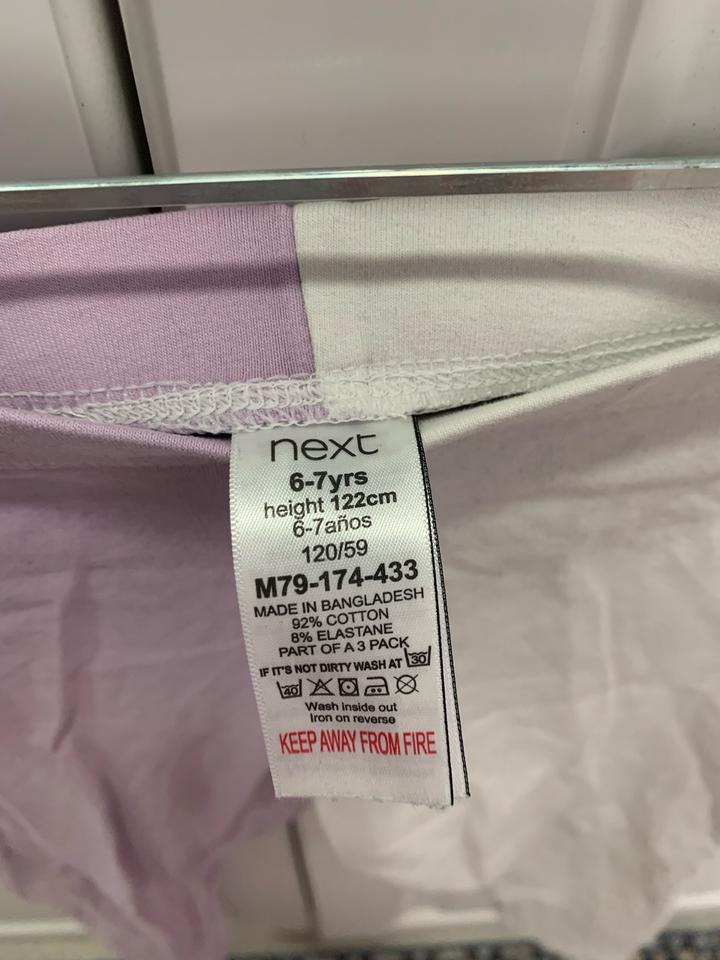 next
6-7yrs
height 122cm
6-7años
120/59
M79-174-433
MADE IN BANGLADESH
92% COTTON
8% ELASTANE
PART OF A 3 PACK
IF IT'S NOT DIRTY WASH AT 30
40
Wash inside out
Iron on reverse
KEEP AWAY FROM FIRE